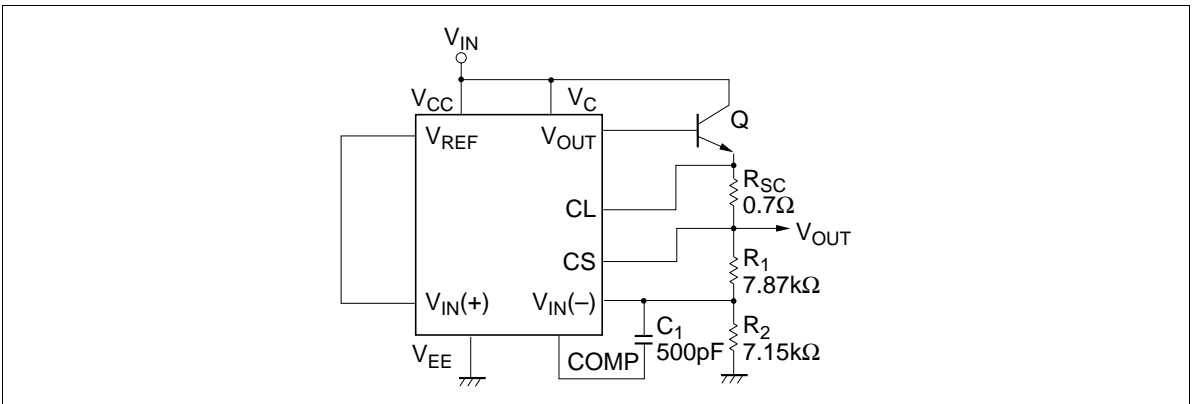 VIN
VCC
VC
VREF
VOUT
Q
RSC
0.7Ω
CL
VOUT
CS
R1
7.87kΩ
VIN(+)
VIN(–)
C1
500pF
R2
7.15kΩ
VEE
COMP